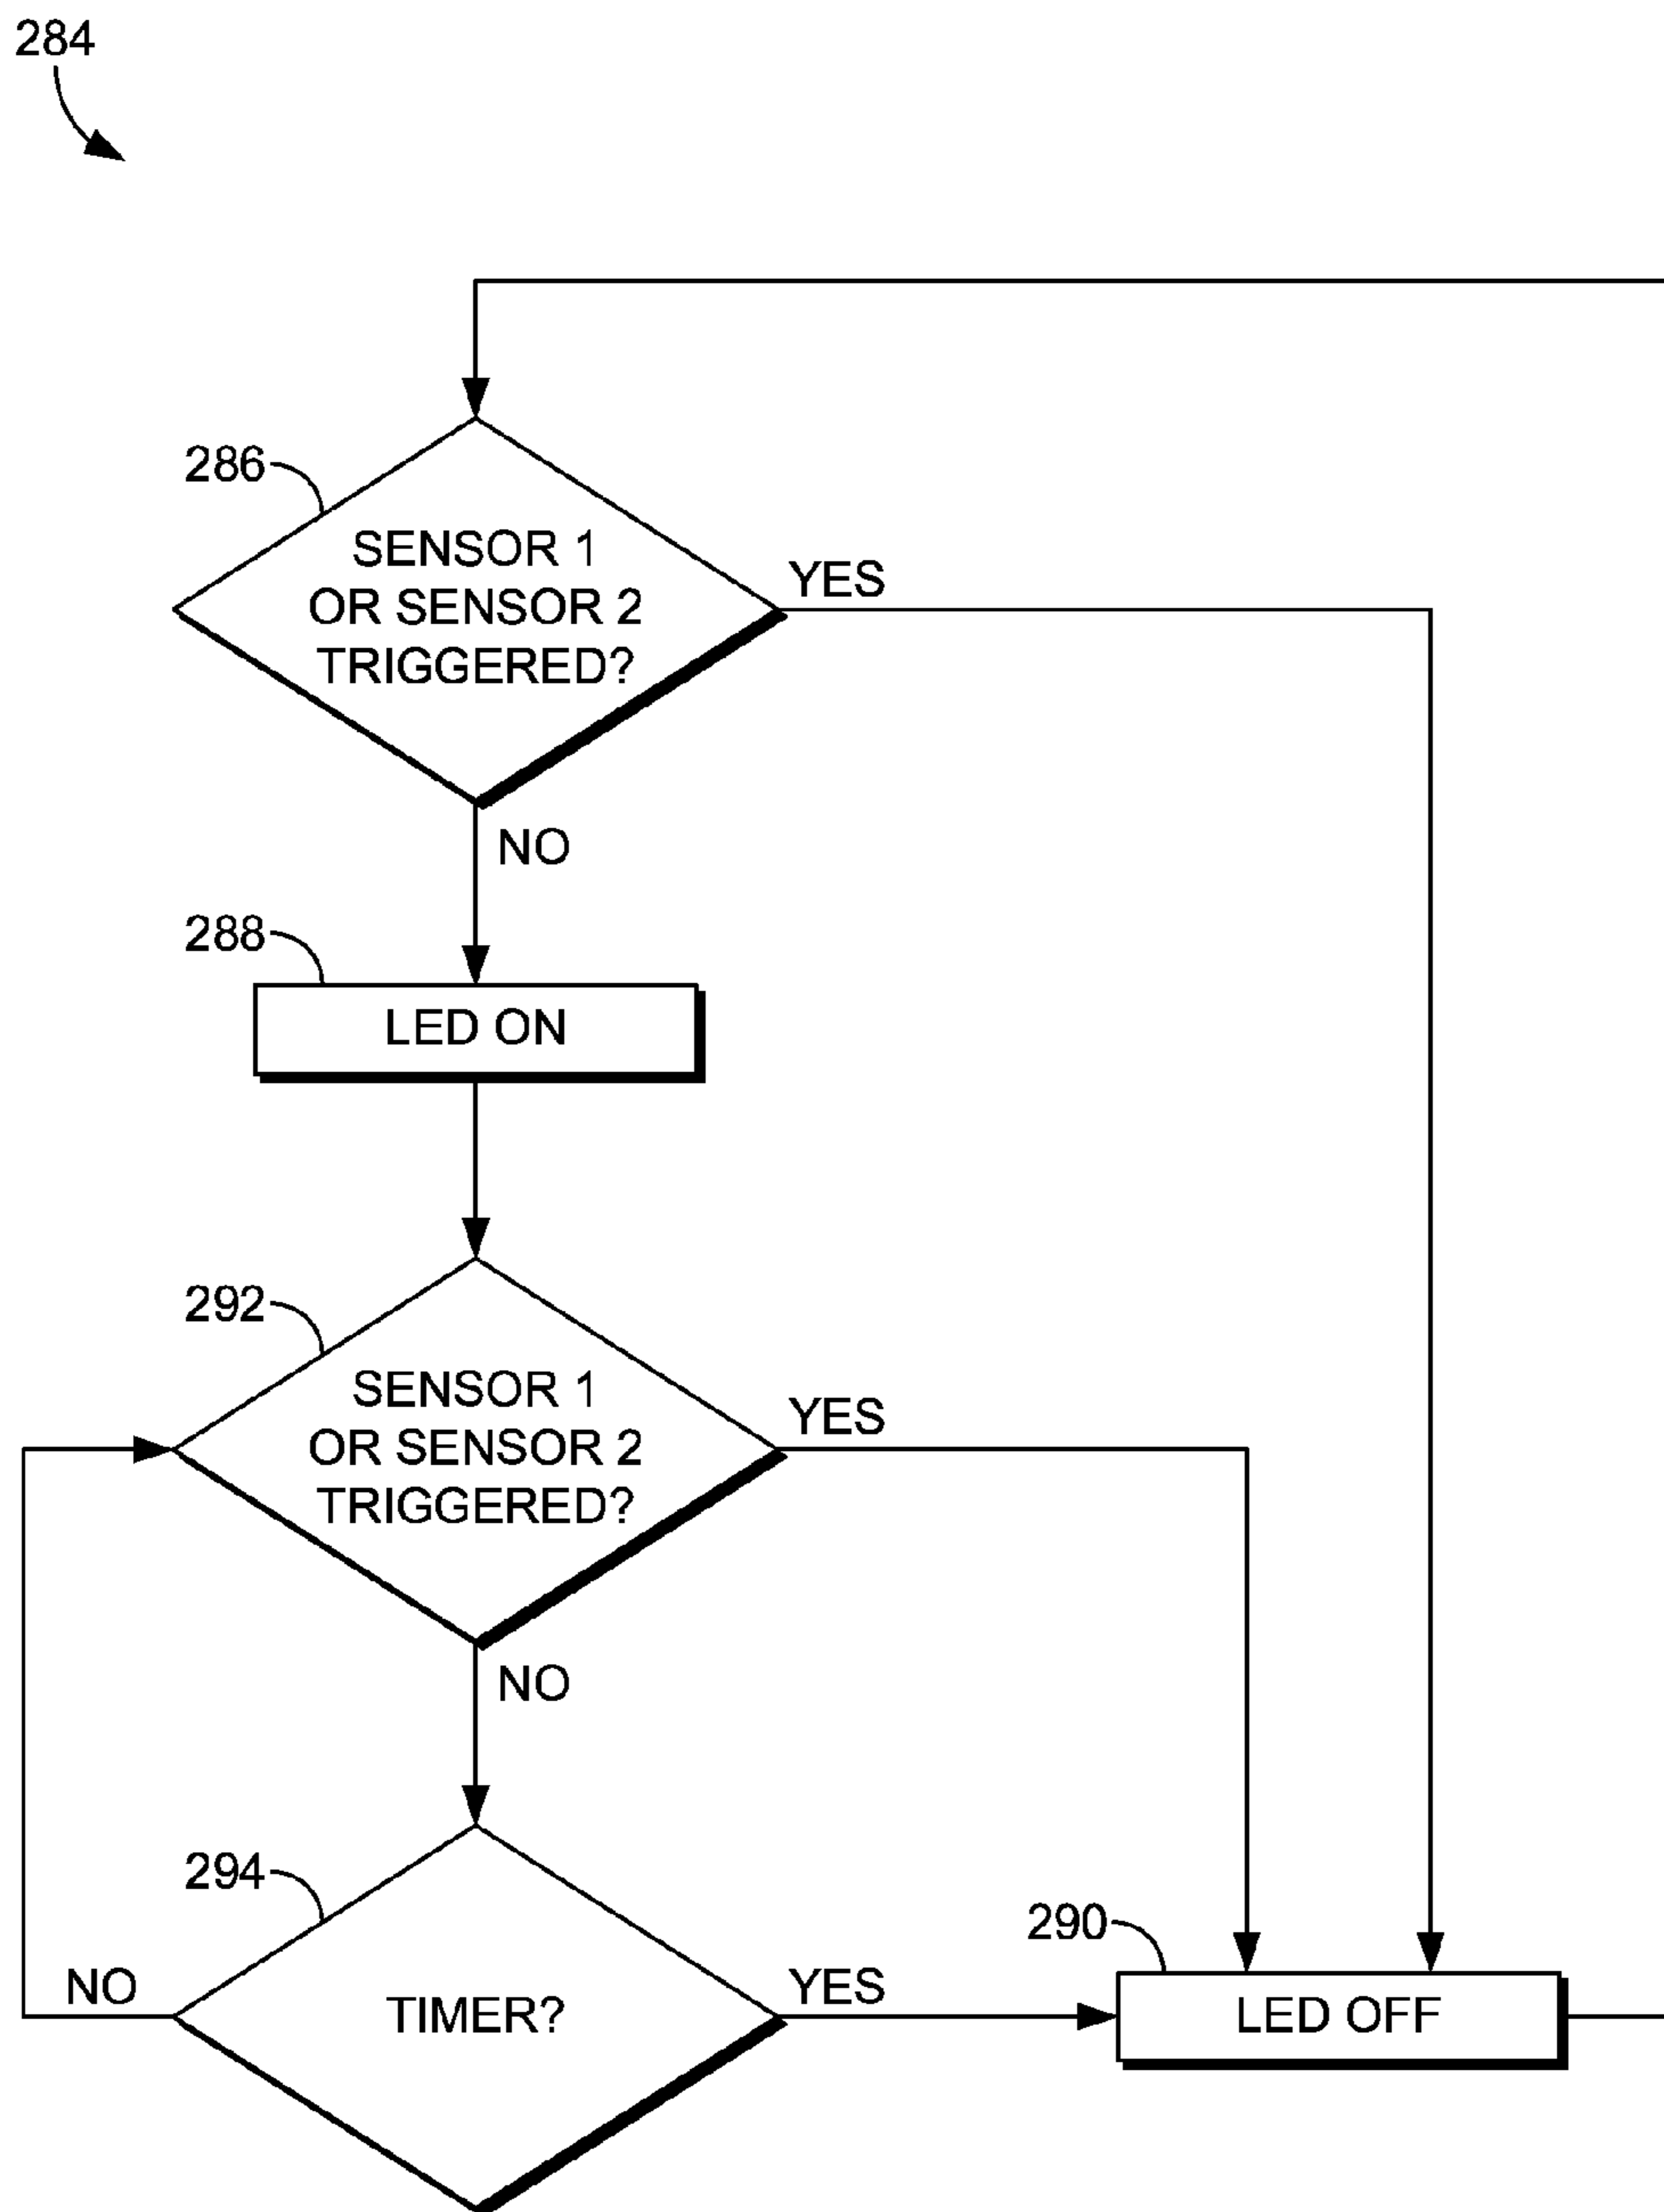 284
286
SENSOR 1
OR SENSOR 2
TRIGGERED?
YES
NO
288
LED ON
292
SENSOR 1
OR SENSOR 2
TRIGGERED?
YES
NO
294
NO
TIMER?
YES
290
LED OFF